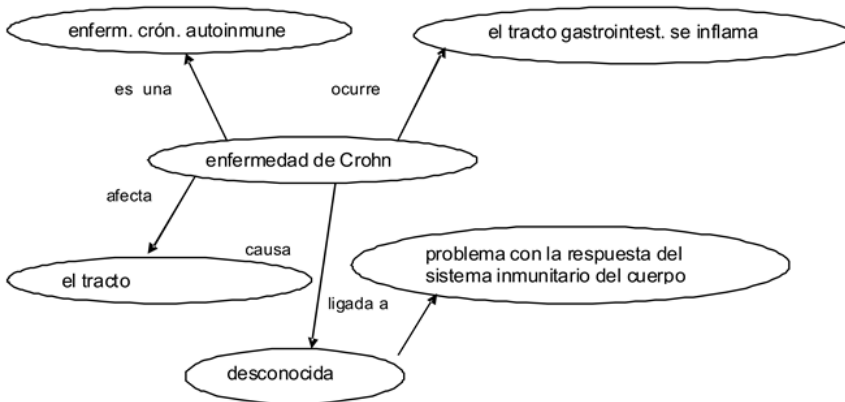 enferm. crón. autoinmune
el tracto gastrointest. se inflama
es una
ocurre
enfermedad de Crohn
afecta
causa
problema con la respuesta del
sistema inmunitario del cuerpo
el tracto
ligada a
desconocida